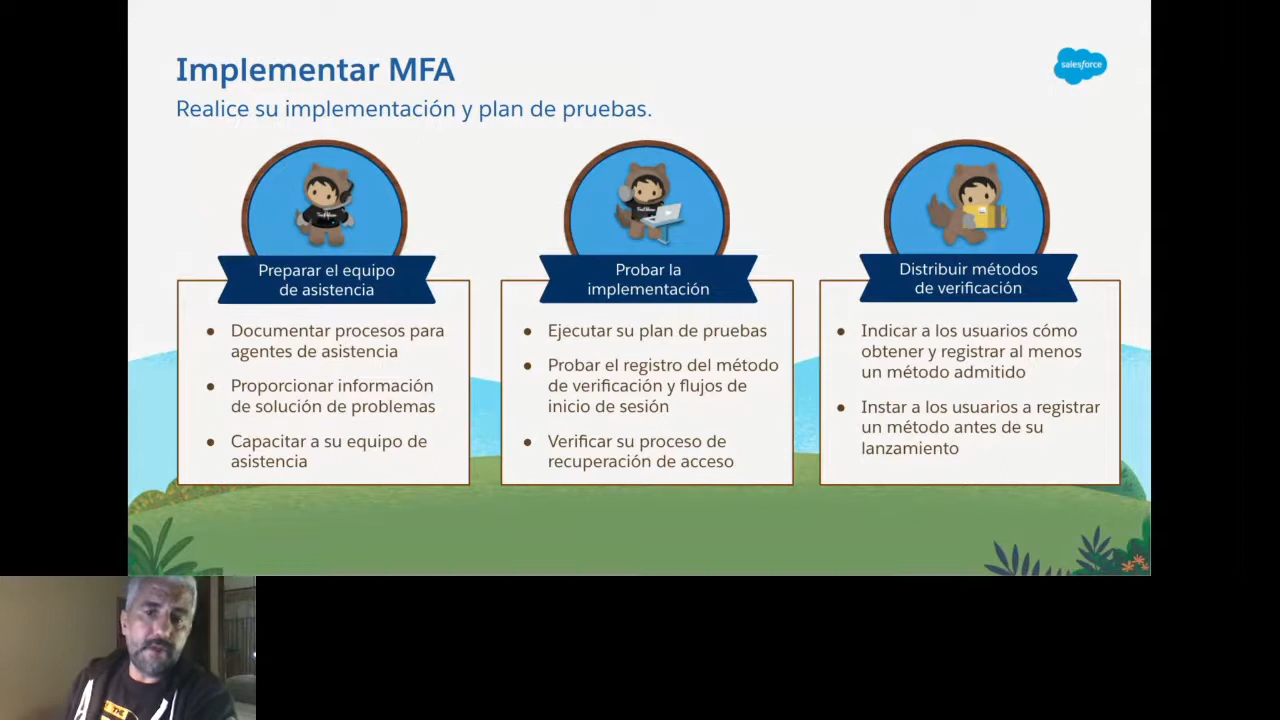 Implementar MFA
salesforce
Realice su implementación y plan de pruebas.
Preparar el equipo
de asistencia
Documentar procesos para
agentes de asistencia
Proporcionar información
de solución de problemas
Capacitar a su equipo de
asistencia
Probar la
implementación
Ejecutar su plan de pruebas
Probar el registro del método
de verificación y flujos de
inicio de sesión
Verificar su proceso de
recuperación de acceso
Distribuir métodos
de verificación
Indicar a los usuarios cómo
obtener y registrar al menos
un método admitido
Instar a los usuarios a registrar
un método antes de su
lanzamiento
THE